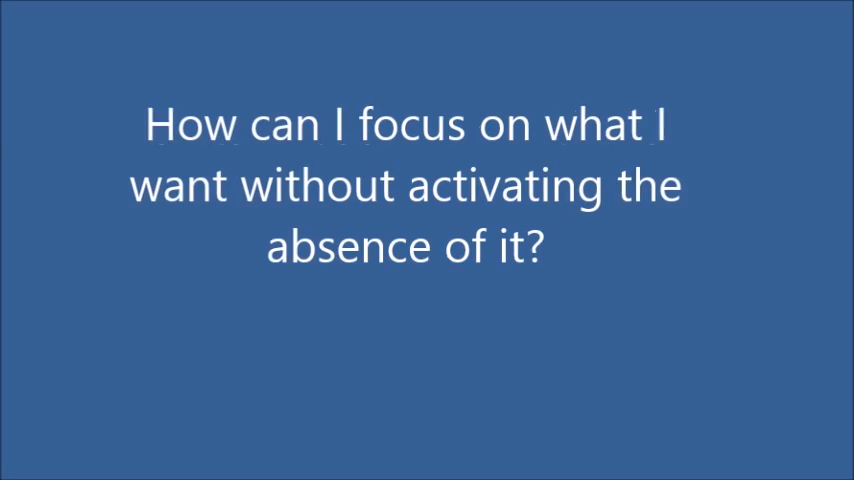 How can I focus on what I
want without activating the
absence of it?